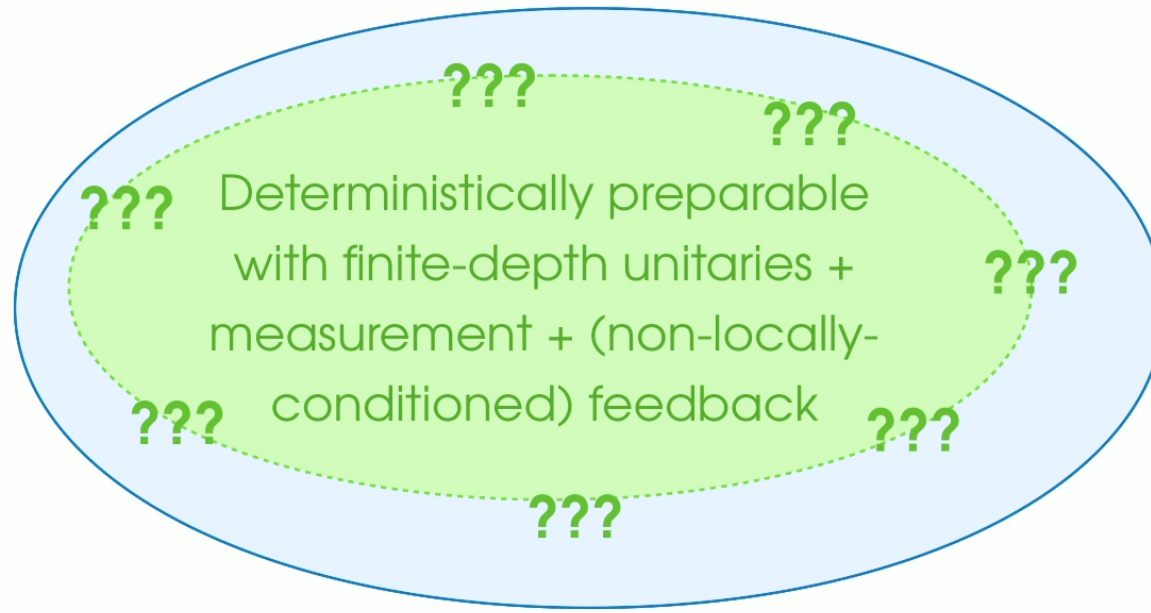 ???
???
???
Deterministically preparable
with finite-depth unitaries +
???
measurement + (non-locally-
conditioned) feedback
???
???
???